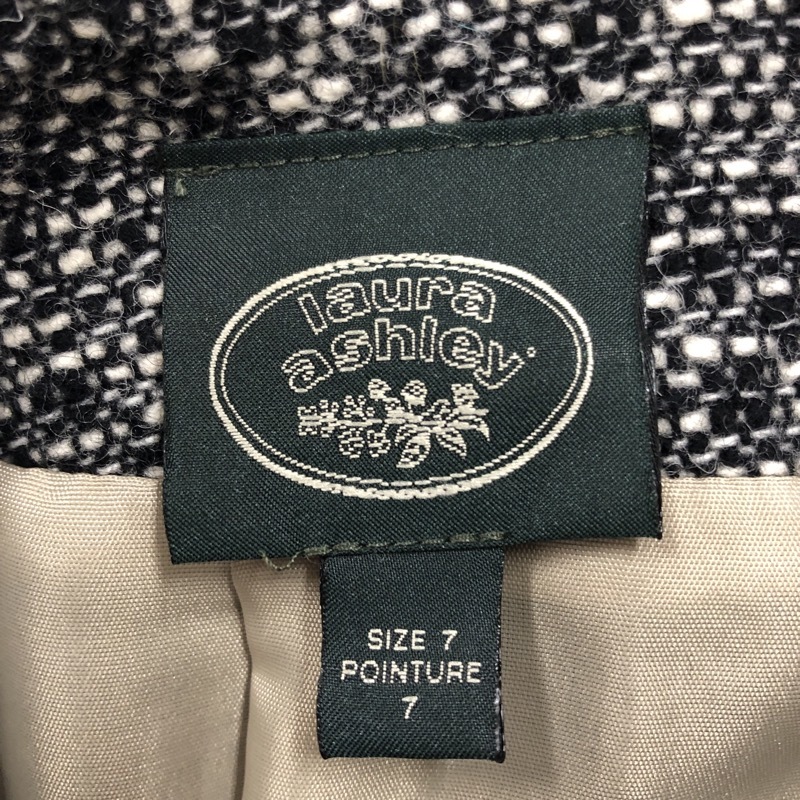 laura
ashley
SIZE 7
POINTURE
7